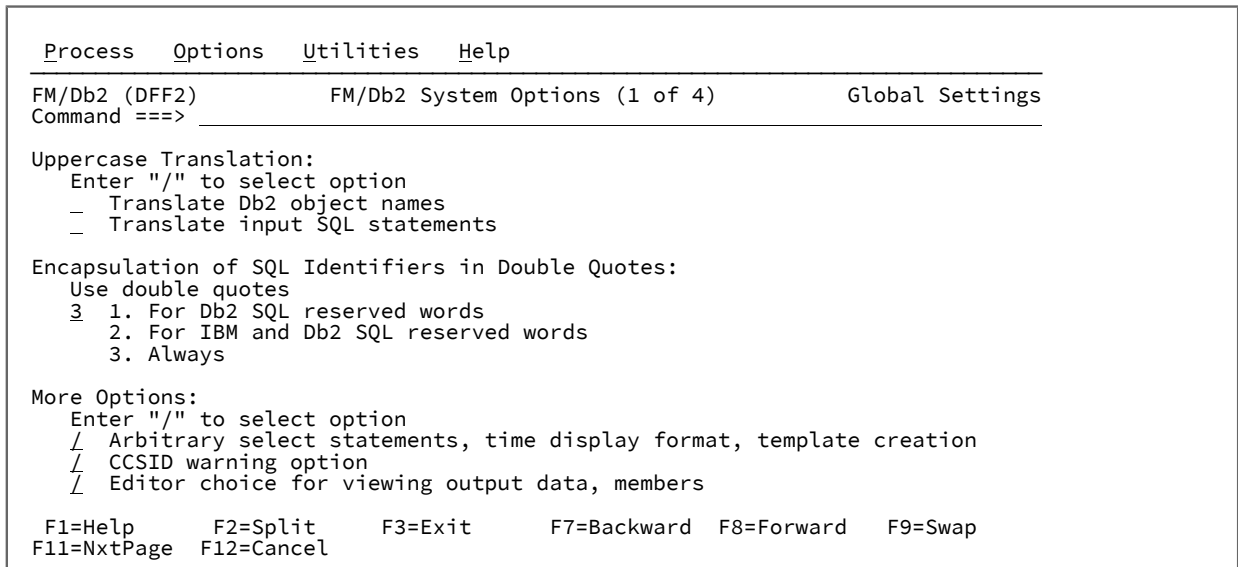 Process   Options   Utilities   Help
FM/Db2 (DFF2)          FM/Db2 System Options (1 of 4)          Global Settings
Command ===>
Uppercase Translation:
Enter "/" to select option
_  Translate Db2 object names
_  Translate input SQL statements
Encapsulation of SQL Identifiers in Double Quotes:
Use double quotes
3  1. For Db2 SQL reserved words
2. For IBM and Db2 SQL reserved words
3. Always
More Options:
Enter "/" to select option
/  Arbitrary select statements, time display format, template creation
/  CCSID warning option
/  Editor choice for viewing output data, members
F1=Help      F2=Split     F3=Exit      F7=Backward  F8=Forward   F9=Swap
F11=NxtPage  F12=Cancel